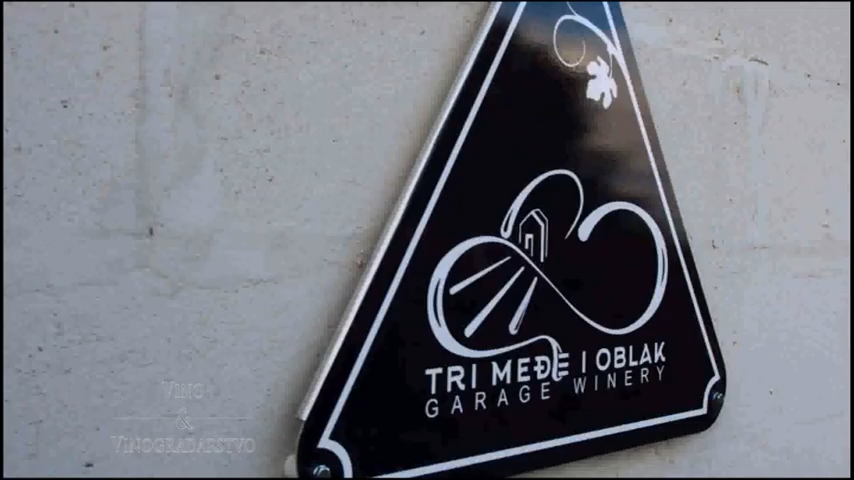 TRI MEĐE I OBLAK
GARAGE WINERY
VINO
&
VINOGRADARSTVO